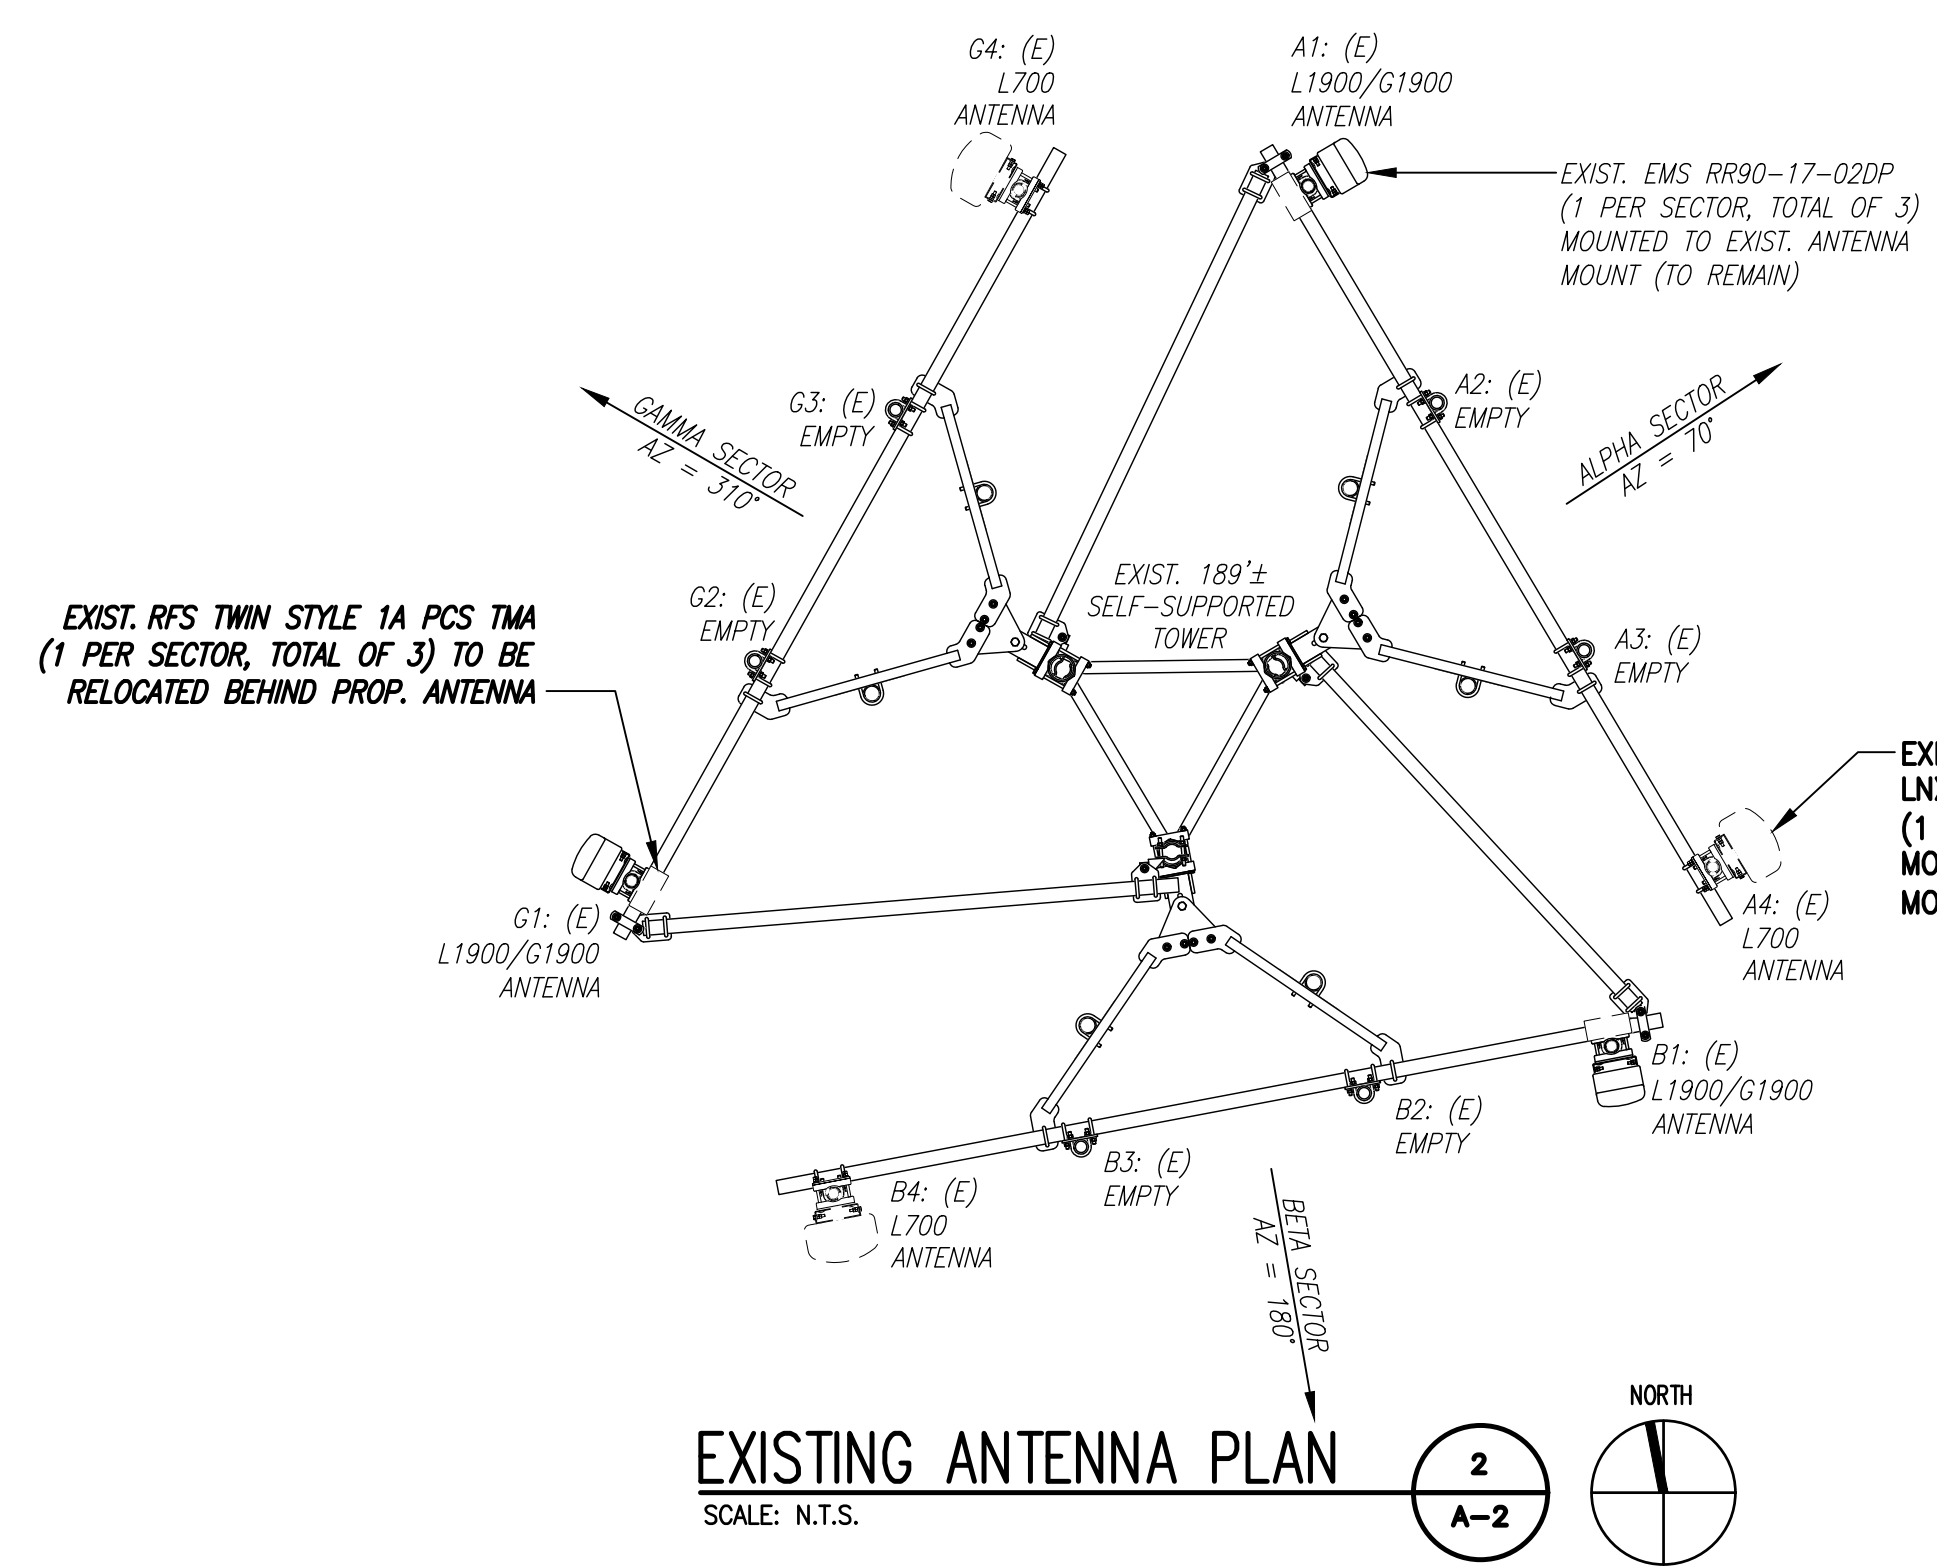 G4: (E)
L700
ANTENNA
A1: (E)
L1900/G1900
ANTENNA
EXIST. EMS RR90-17-02DP
(1 PER SECTOR, TOTAL OF 3)
MOUNTED TO EXIST. ANTENNA
MOUNT (TO REMAIN)
GAMMA SECTOR
AZ = 310°
G3: (E)
EMPTY
A2: (E)
EMPTY
ALPHA SECTOR
AZ = 70°
EXIST. RFS TWIN STYLE 1A PCS TMA
(1 PER SECTOR, TOTAL OF 3) TO BE
RELOCATED BEHIND PROP. ANTENNA
G2: (E)
EMPTY
EXIST. 189'±
SELF-SUPPORTED
TOWER
A3: (E)
EMPTY
(1
G1: (E)
L1900/G1900
ANTENNA
A4: (E)
L700
ANTENNA
B1: (E)
L1900/G1900
ANTENNA
B2: (E)
EMPTY
B3: (E)
EMPTY
B4: (E)
L700
ANTENNA
BETA SECTOR
AZ = 180°
EXISTING ANTENNA PLAN
SCALE: N.T.S.
2
A-2
NORTH